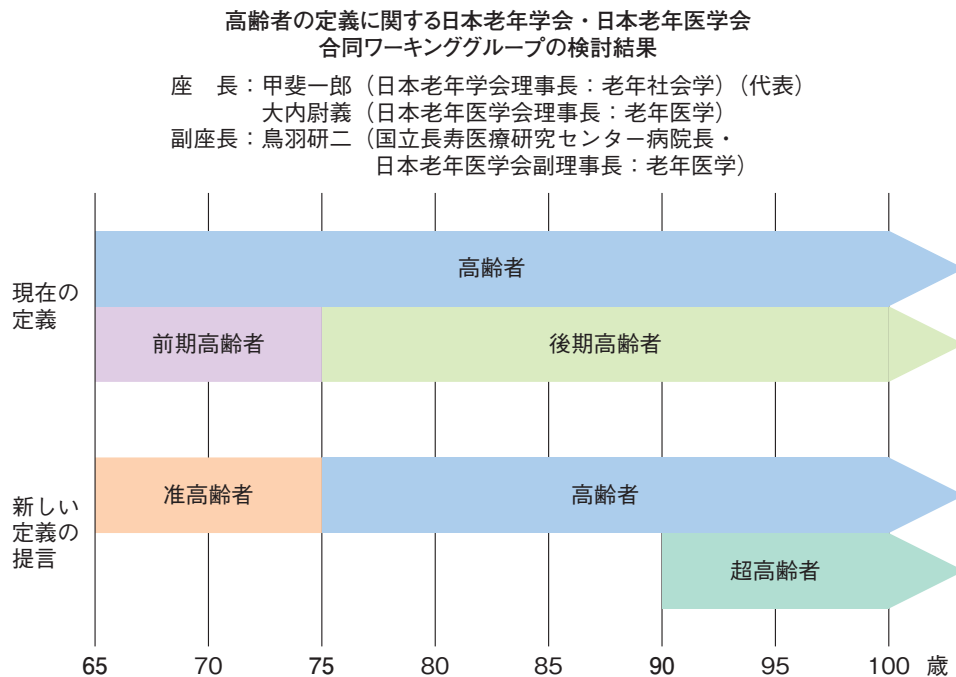 高齢者の定義に関する日本老年学会・日本老年医学会
合同ワーキンググループの検討結果
座　長：甲斐一郎（日本老年学会理事長：老年社会学）（代表）
大内尉義（日本老年医学会理事長：老年医学）
副座長：鳥羽研二（国立長寿医療研究センター病院長・
日本老年医学会副理事長：老年医学）
現在の
定義
高齢者
前期高齢者
後期高齢者
新しい
定義の
提言
准高齢者
高齢者
超高齢者
65 70 75 80 85 90 95 100 歳